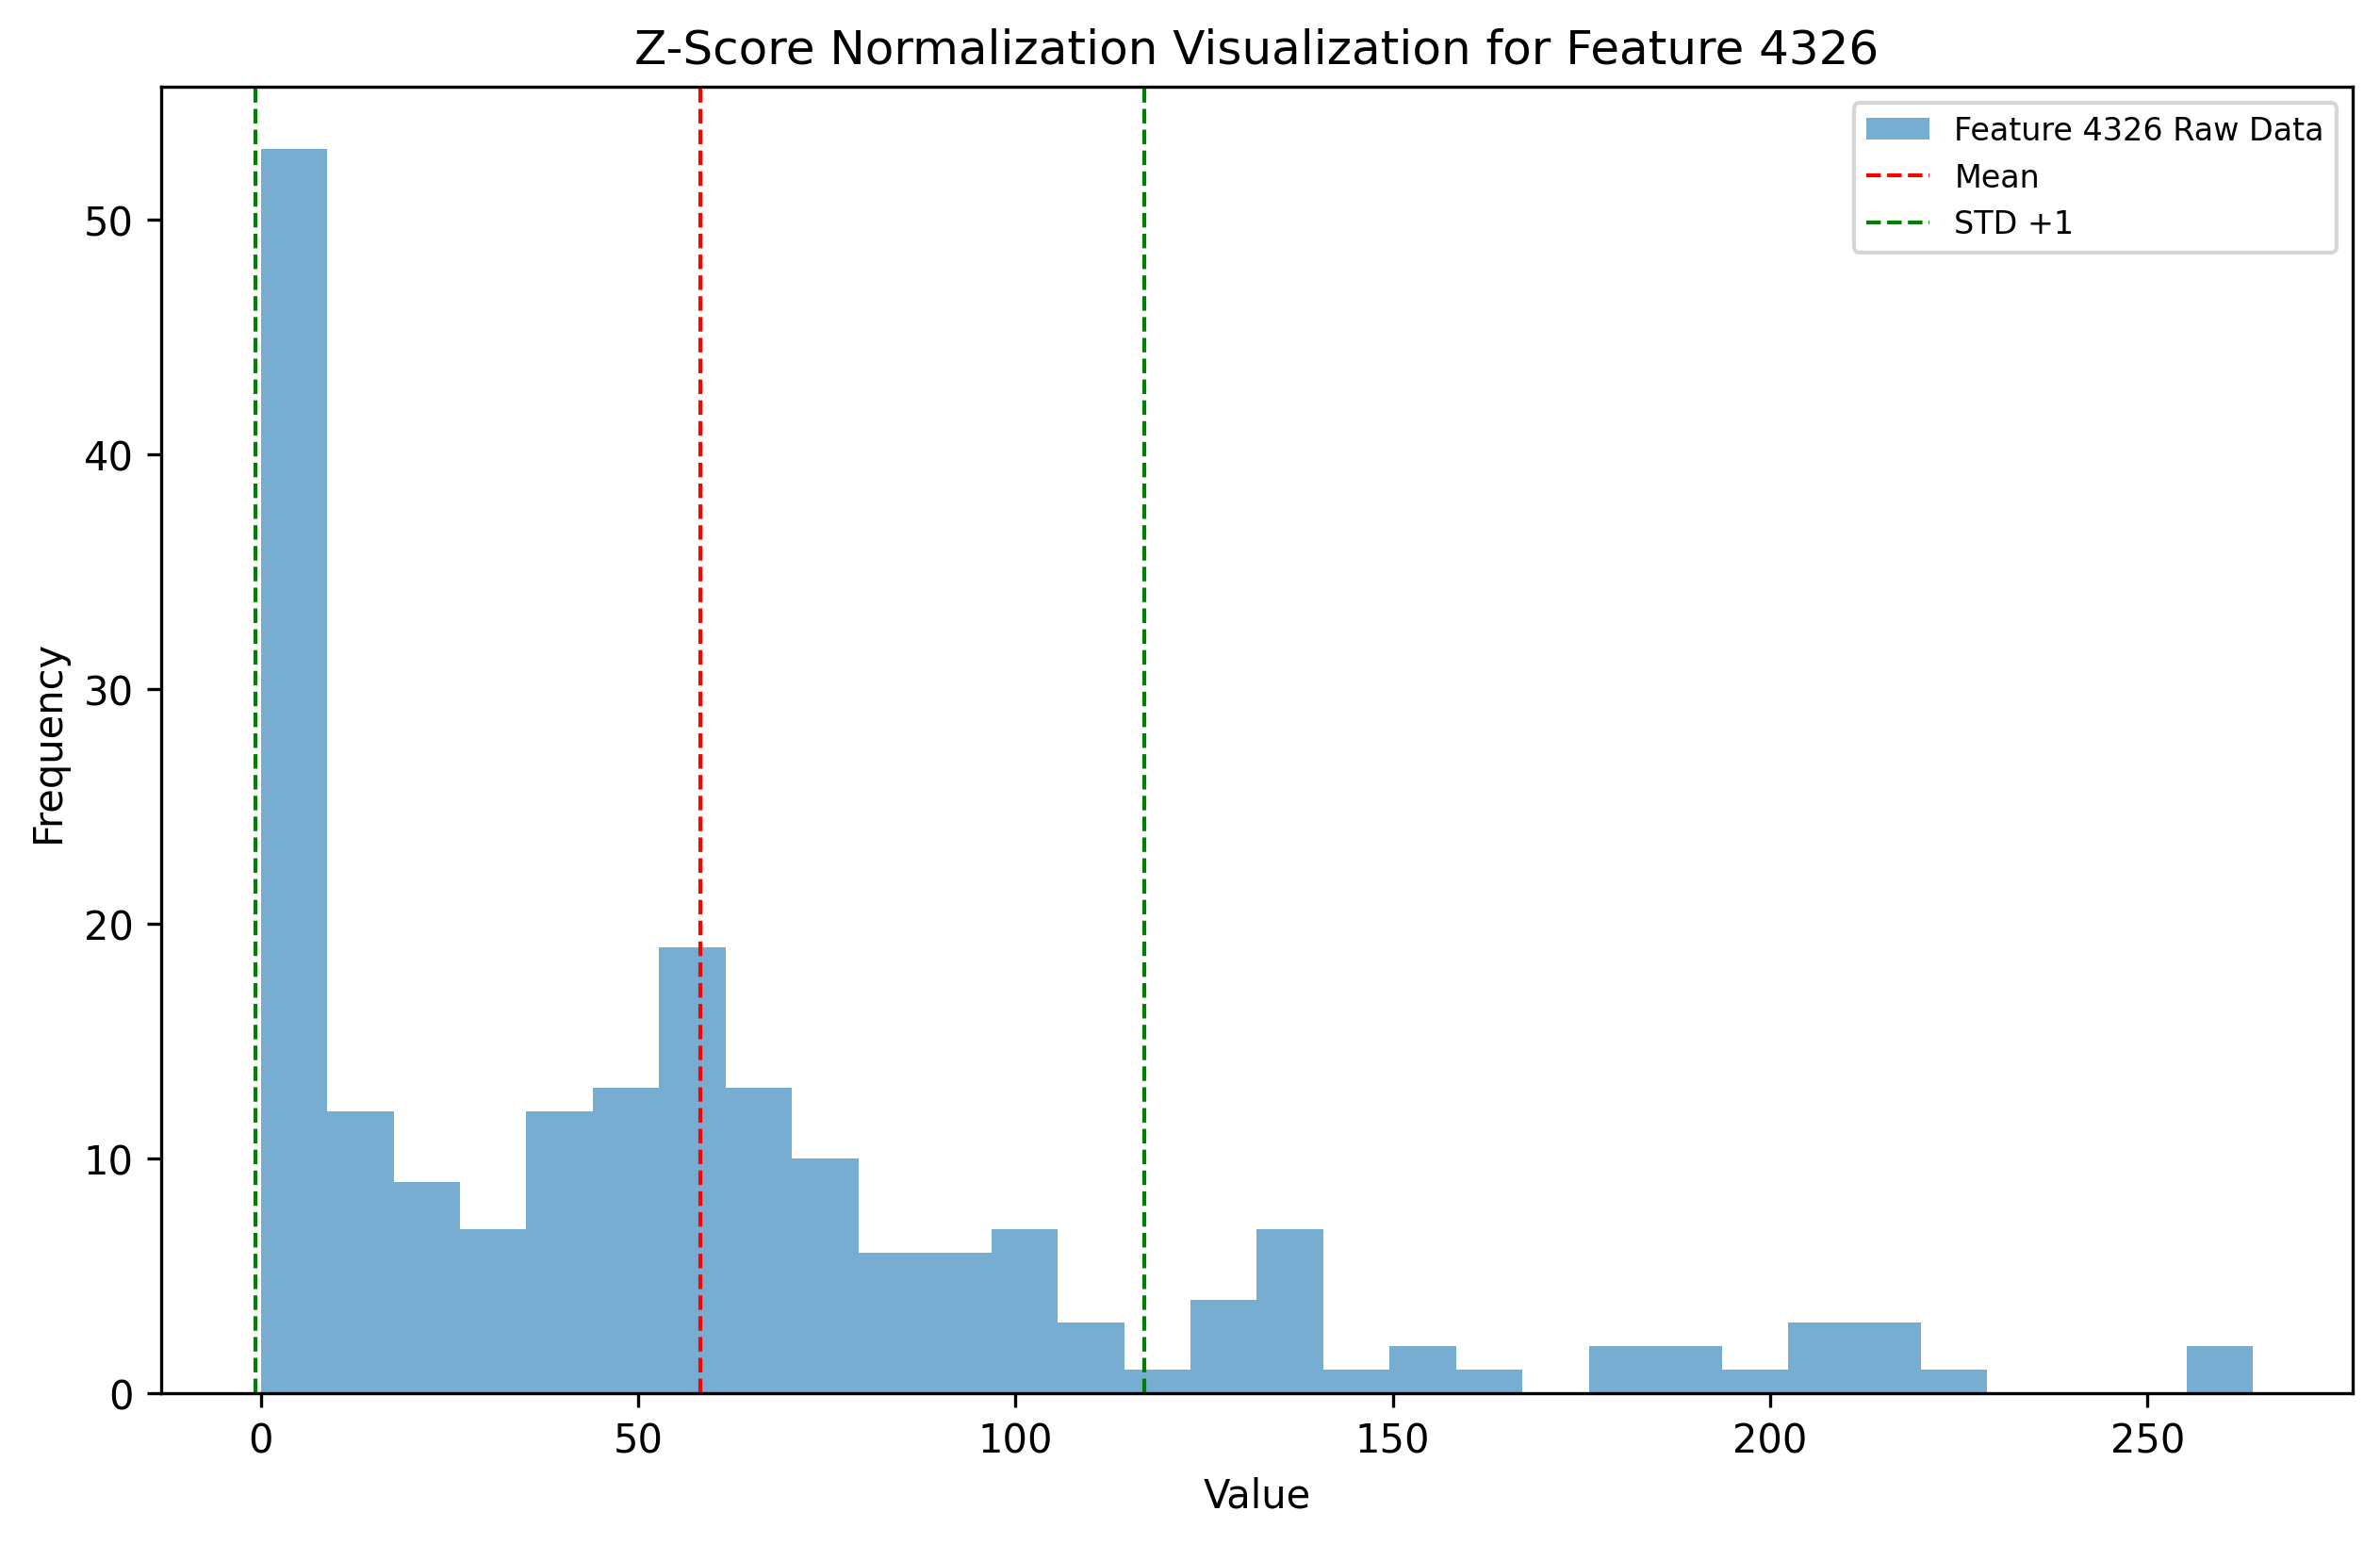 Z-Score Normalization Visualization for Feature 4326
Feature 4326 Raw Data
Mean
STD +1
50
40
30
20
10
0
Frequency
0 50 100 150 200 250
Value